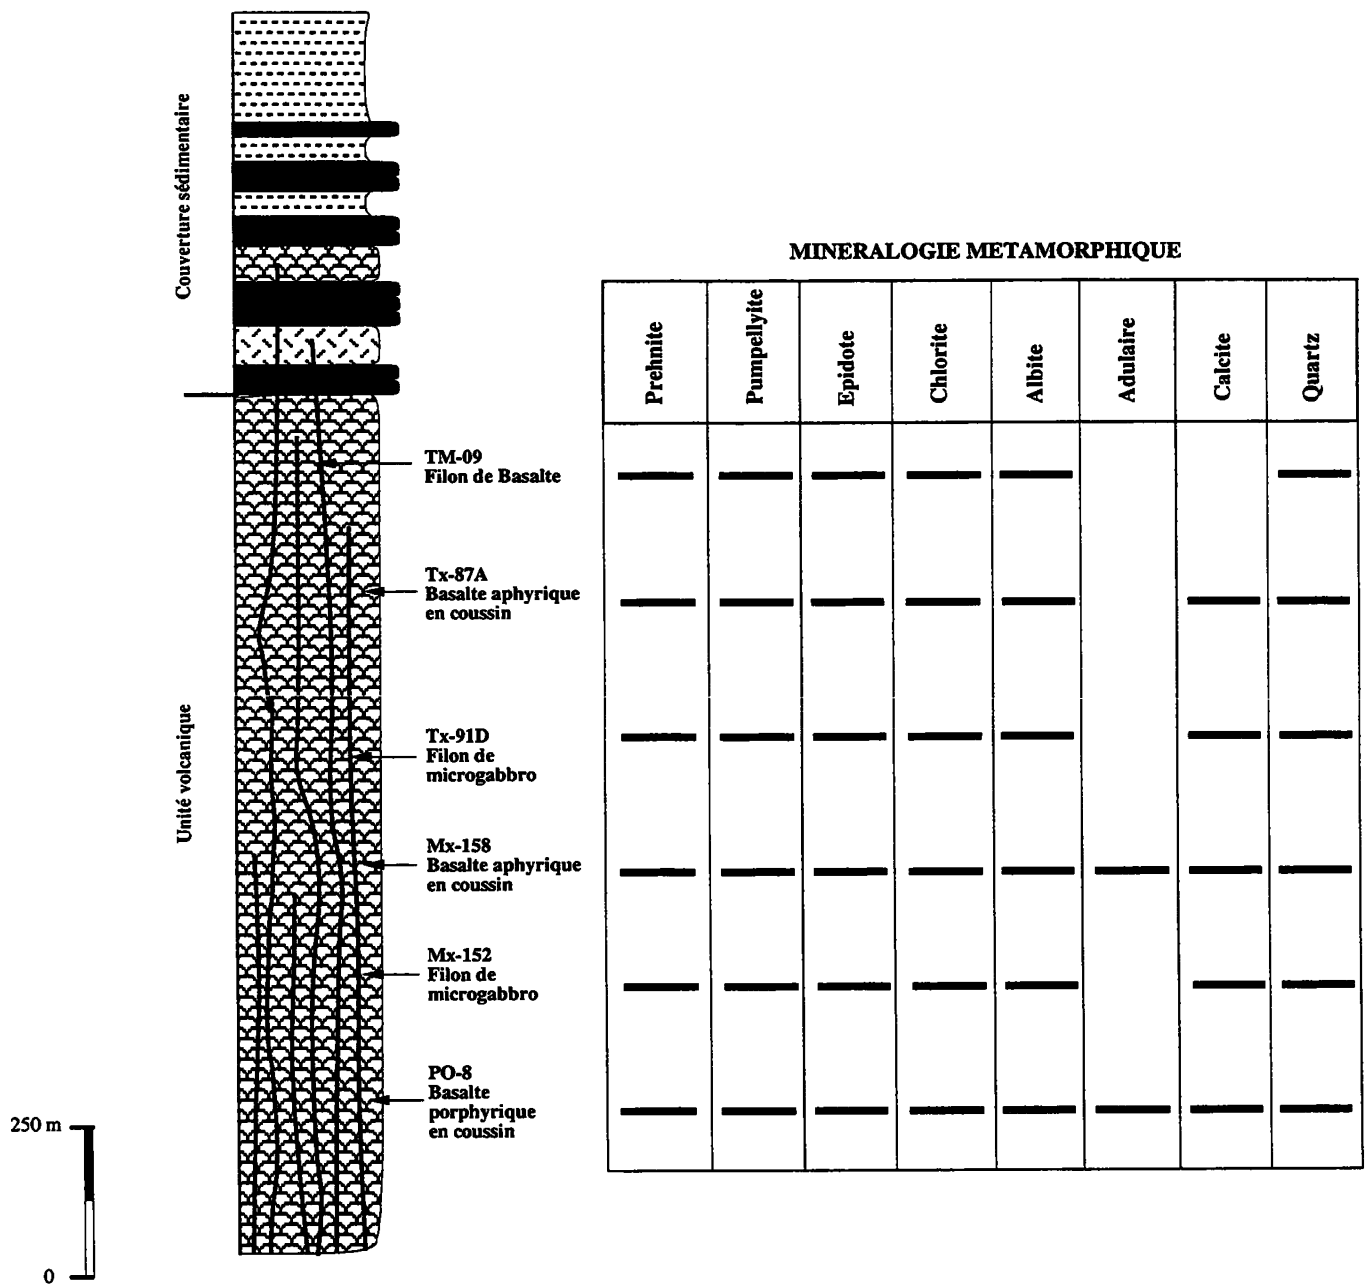 Couverture sédimentaire
Unité volcanique
250 m
0
TM-09
Filon de Basalte
Tx-87A
Basalte aphyrique
en coussin
Tx-91D
Filon de
microgabbro
Mx-158
Basalte aphyrique
en coussin
Mx-152
Filon de
microgabbro
PO-8
Basalte
porphyrique
en coussin
MINERALOGIE METAMORPHIQUE
Prehnite
Pumpellyite
Epidote
Chlorite
Albite
Adulaire
Calcite
Quartz